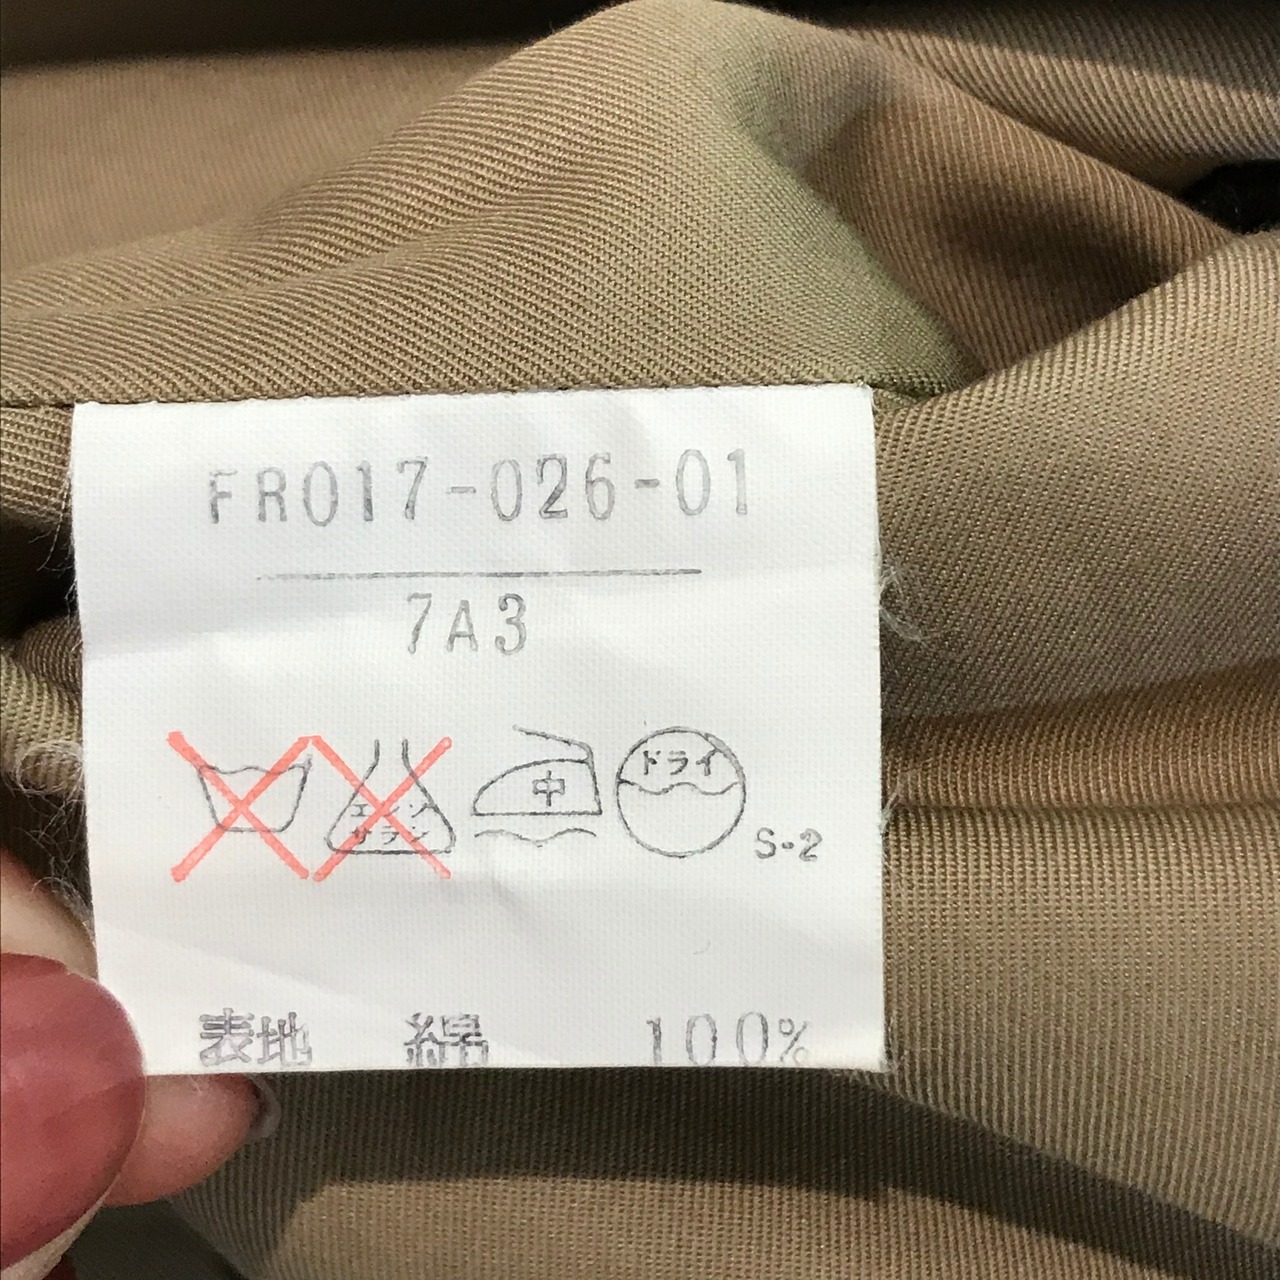 FR017-026-01
7A3
エンソ
サラシ
中
ドライ
S-2
表地 綿 100%